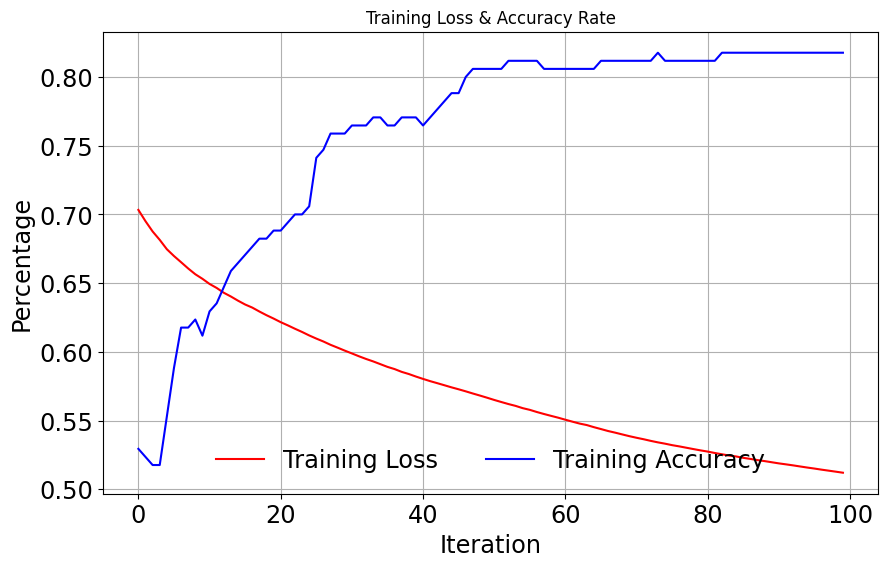 Training Loss & Accuracy Rate
Percentage
0.80
0.75
0.70
0.65
0.60
0.55
0.50
Training Loss Training Accuracy
0 20 40 60 80 100
Iteration